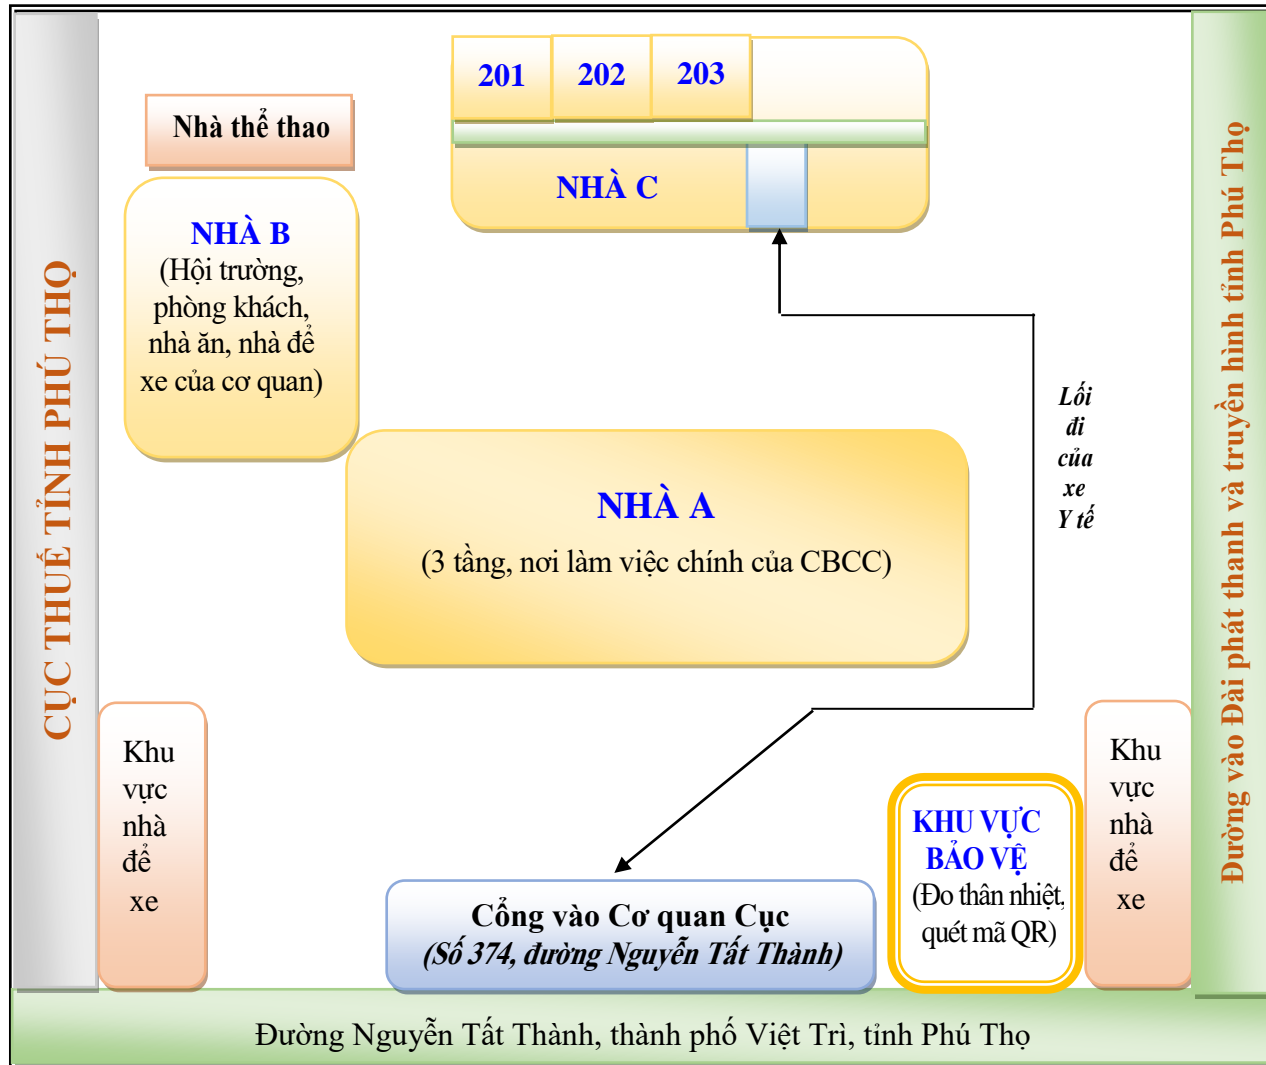 201
202
203
Nhà thể thao
NHÀ C
NHÀ B
(Hội trường,
phòng khách,
nhà ăn, nhà để
xe của cơ quan)
CỤC THUẾ TỈNH PHÚ THỌ
Đường vào Đài phát thanh và truyền hình tỉnh Phú Thọ
Lối
đi
của
xe
Y tế
NHÀ A
(3 tầng, nơi làm việc chính của CBCC)
Khu
vực
nhà
để
xe
Cổng vào Cơ quan Cục
(Số 374, đường Nguyễn Tất Thành)
KHU VỰC
BẢO VỆ
(Đo thân nhiệt,
quét mã QR)
Khu
vực
nhà
để
xe
Đường Nguyễn Tất Thành, thành phố Việt Trì, tỉnh Phú Thọ